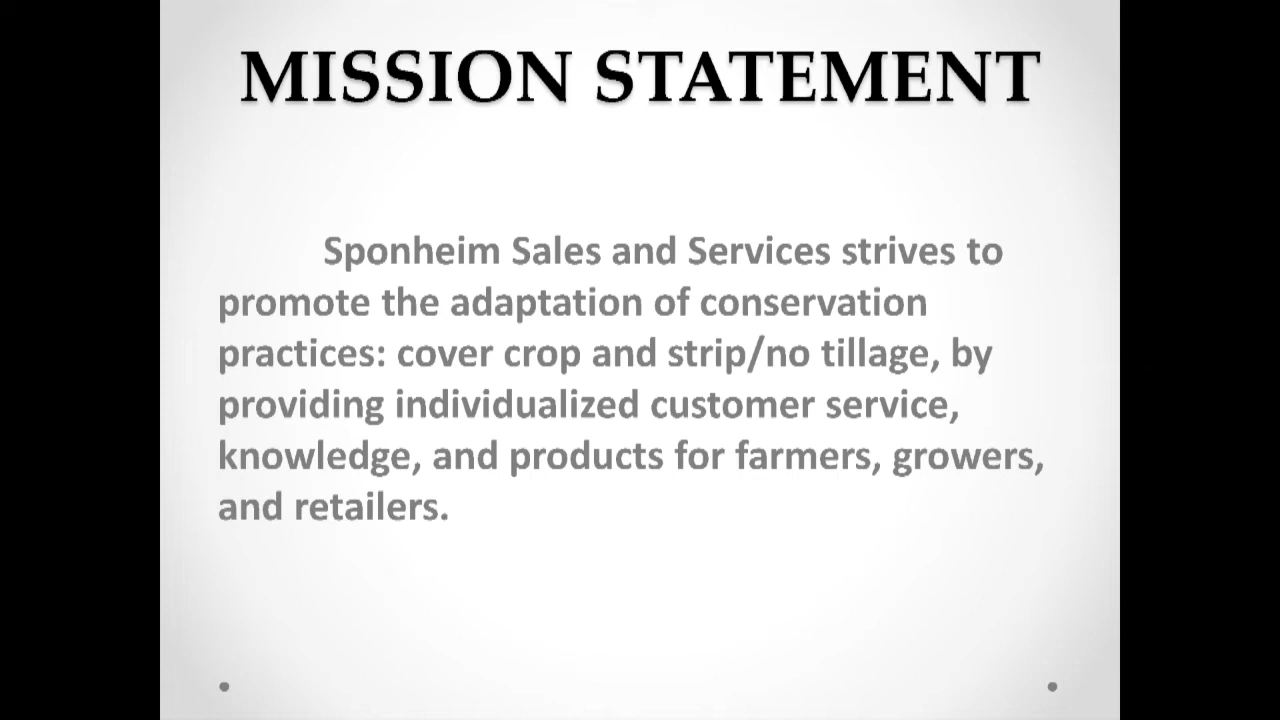 MISSION STATEMENT
Sponheim Sales and Services strives to
promote the adaptation of conservation
practices: cover crop and strip/no tillage, by
providing individualized customer service,
knowledge, and products for farmers, growers,
and retailers.